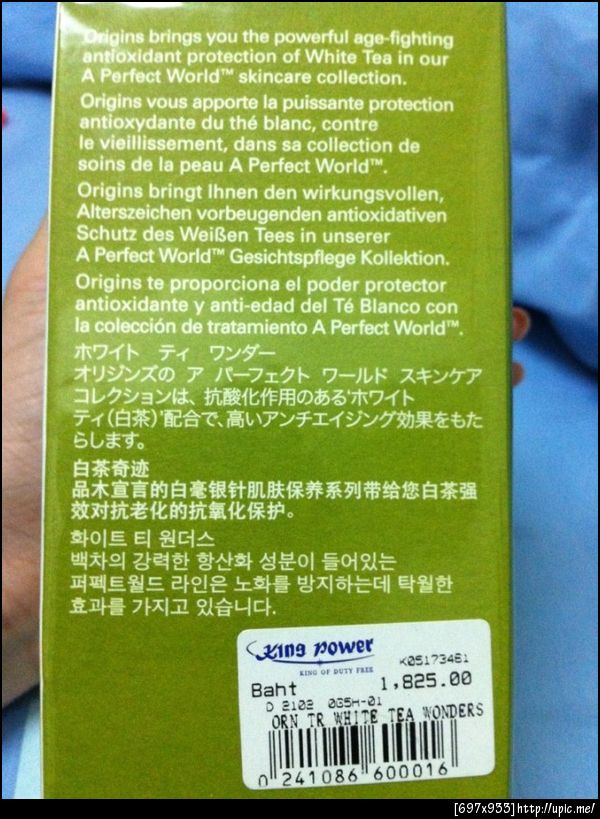 Origins brings you the powerful age-fighting
antioxidant protection of White Tea in our
A Perfect World™ skincare collection.
Origins vous apporte la puissante protection
antioxydante du thé blanc, contre
le vieillissement, dans sa collection de
soins de la peau A Perfect World™.
Origins bringt Ihnen den wirkungsvollen,
Alterszeichen vorbeugenden antioxidativen
Schutz des Weißen Tees in unserer
A Perfect World™ Gesichtspflege Kollektion.
Origins te proporciona el poder protector
antioxidante y anti-edad del Té Blanco con
la colección de tratamiento A Perfect World™.
ホワイト ティ ワンダー
オリジンズの ア パーフェクト ワールド スキンケア
コレクションは、抗酸化作用のある'ホワイト
ティ(白茶)'配合で、高いアンチエイジング効果をもた
らします。
白茶奇迹
品木宣言的白毫银针肌肤保养系列带给您白茶强
效对抗老化的抗氧化保护。
화이트 티 원더스
백차의 강력한 항산화 성분이 들어있는
퍼펙트월드 라인은 노화를 방지하는데 탁월한
효과를 가지고 있습니다.
King Power
KING OF DUTY FREE
K05173461
Baht 1,825.00
D 2102 0G5H-01
ORN TR WHITE TEA WONDERS
0 241086 600016
[697x955]http://upic.me/